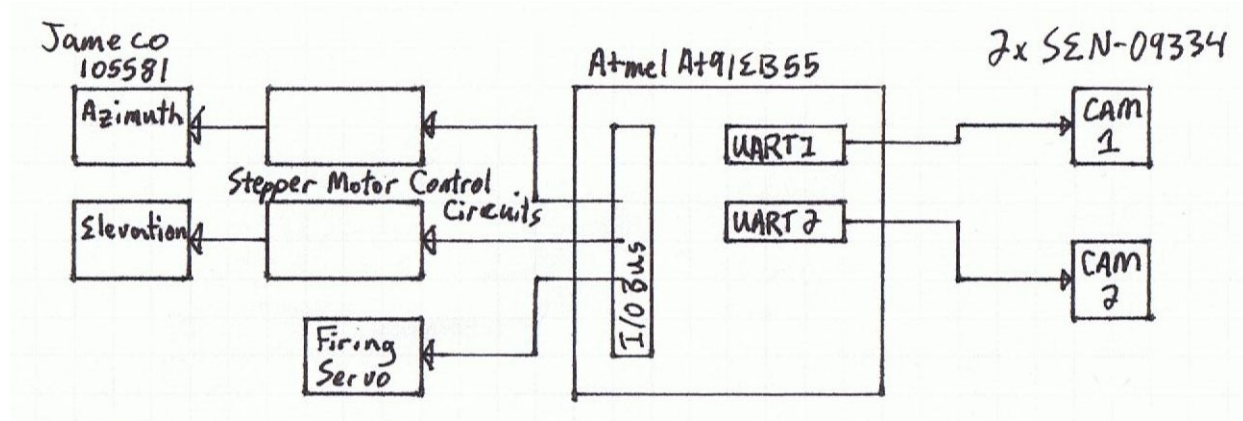 Jameco
105581
Azimuth
Stepper Motor Control
Circuits
Elevation
Firing
Servo
Atmel At91EB55
I/O Bus
UART1
UART2
2x SEN-09334
CAM
1
CAM
2